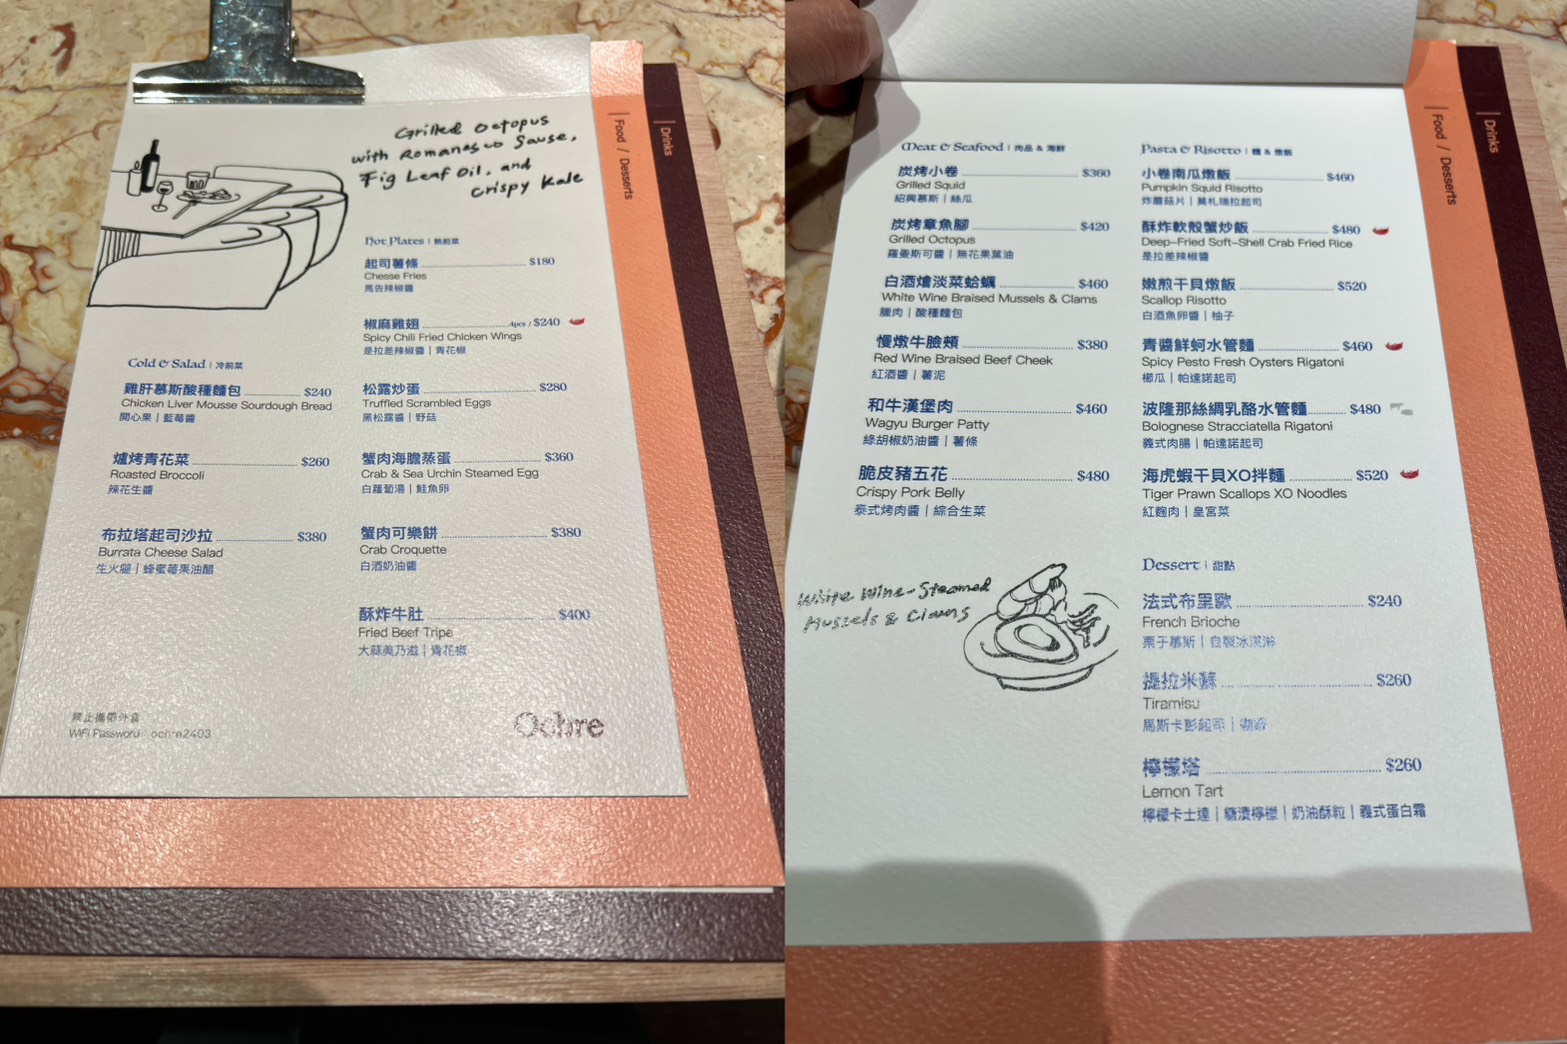 Grilled Octopus
with Romanesco Sause,
Fig Leaf Oil, and
Crispy Kale
Food / Desserts
Drinks
Cold & Salad | 冷前菜
雞肝慕斯酸種麵包 $240
Chicken Liver Mousse Sourdough Bread
開心果 | 藍莓醬
爐烤青花菜 $260
Roasted Broccoli
辣花生醬
布拉塔起司沙拉 $380
Burrata Cheese Salad
生火腿 | 蜂蜜莓果油醋
Hot Plates | 熱前菜
起司薯條 $180
Chesse Fries
馬告辣椒醬
椒麻雞翅 4pcs / $240
Spicy Chili Fried Chicken Wings
是拉差辣椒醬 | 青花椒
松露炒蛋 $280
Truffled Scrambled Eggs
黑松露醬 | 野菇
蟹肉海膽蒸蛋 $360
Crab & Sea Urchin Steamed Egg
白蘿蔔湯 | 鮭魚卵
蟹肉可樂餅 $380
Crab Croquette
白酒奶油醬
酥炸牛肚 $400
Fried Beef Tripe
大蒜美乃滋 | 青花椒
禁止攜帶外食
WiFi Password ochre2403
Ochre
Food / Desserts
Drinks
Meat & Seafood | 肉品 & 海鮮
炭烤小卷 $360
Grilled Squid
紹興慕斯 | 絲瓜
炭烤章魚腳 $420
Grilled Octopus
羅曼斯可醬 | 無花果葉油
白酒燴淡菜蛤蠣 $460
White Wine Braised Mussels & Clams
臘肉 | 酸種麵包
慢燉牛臉頰 $380
Red Wine Braised Beef Cheek
紅酒醬 | 薯泥
和牛漢堡肉 $460
Wagyu Burger Patty
綠胡椒奶油醬 | 薯條
脆皮豬五花 $480
Crispy Pork Belly
泰式烤肉醬 | 綜合生菜
White Wine-Steamed
Mussels & Clams
Pasta & Risotto | 麵 & 燉飯
小卷南瓜燉飯 $460
Pumpkin Squid Risotto
炸蘑菇片 | 莫札瑞拉起司
酥炸軟殼蟹炒飯 $480
Deep-Fried Soft-Shell Crab Fried Rice
是拉差辣椒醬
嫩煎干貝燉飯 $520
Scallop Risotto
白酒魚卵醬 | 柚子
青醬鮮蚵水管麵 $460
Spicy Pesto Fresh Oysters Rigatoni
櫛瓜 | 帕達諾起司
波隆那絲綢乳酪水管麵 $480
Bolognese Stracciatella Rigatoni
義式肉腸 | 帕達諾起司
海虎蝦干貝XO拌麵 $520
Tiger Prawn Scallops XO Noodles
紅麴肉 | 皇宮菜
Dessert | 甜點
法式布里歐 $240
French Brioche
栗子慕斯 | 自製冰淇淋
提拉米蘇 $260
Tiramisu
馬斯卡彭起司 |
檸檬塔 $260
Lemon Tart
檸檬卡士達 | 糖漬檸檬 | 奶油酥粒 | 義式蛋白霜